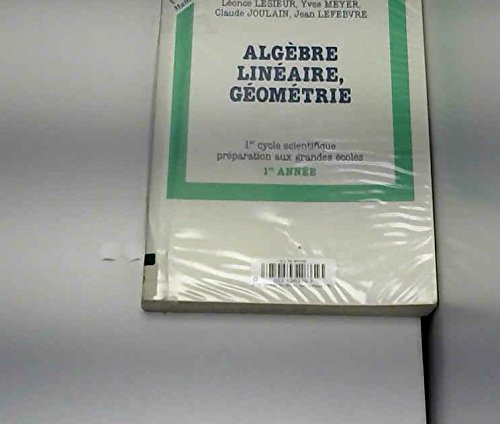 Léonce LESIEUR, Yves MEYER,
Claude JOULAIN, Jean LEFEBVRE
ALGÈBRE
LINÉAIRE,
GÉOMÉTRIE
1er cycle scientifique
préparation aux grandes écoles
1re ANNÉE